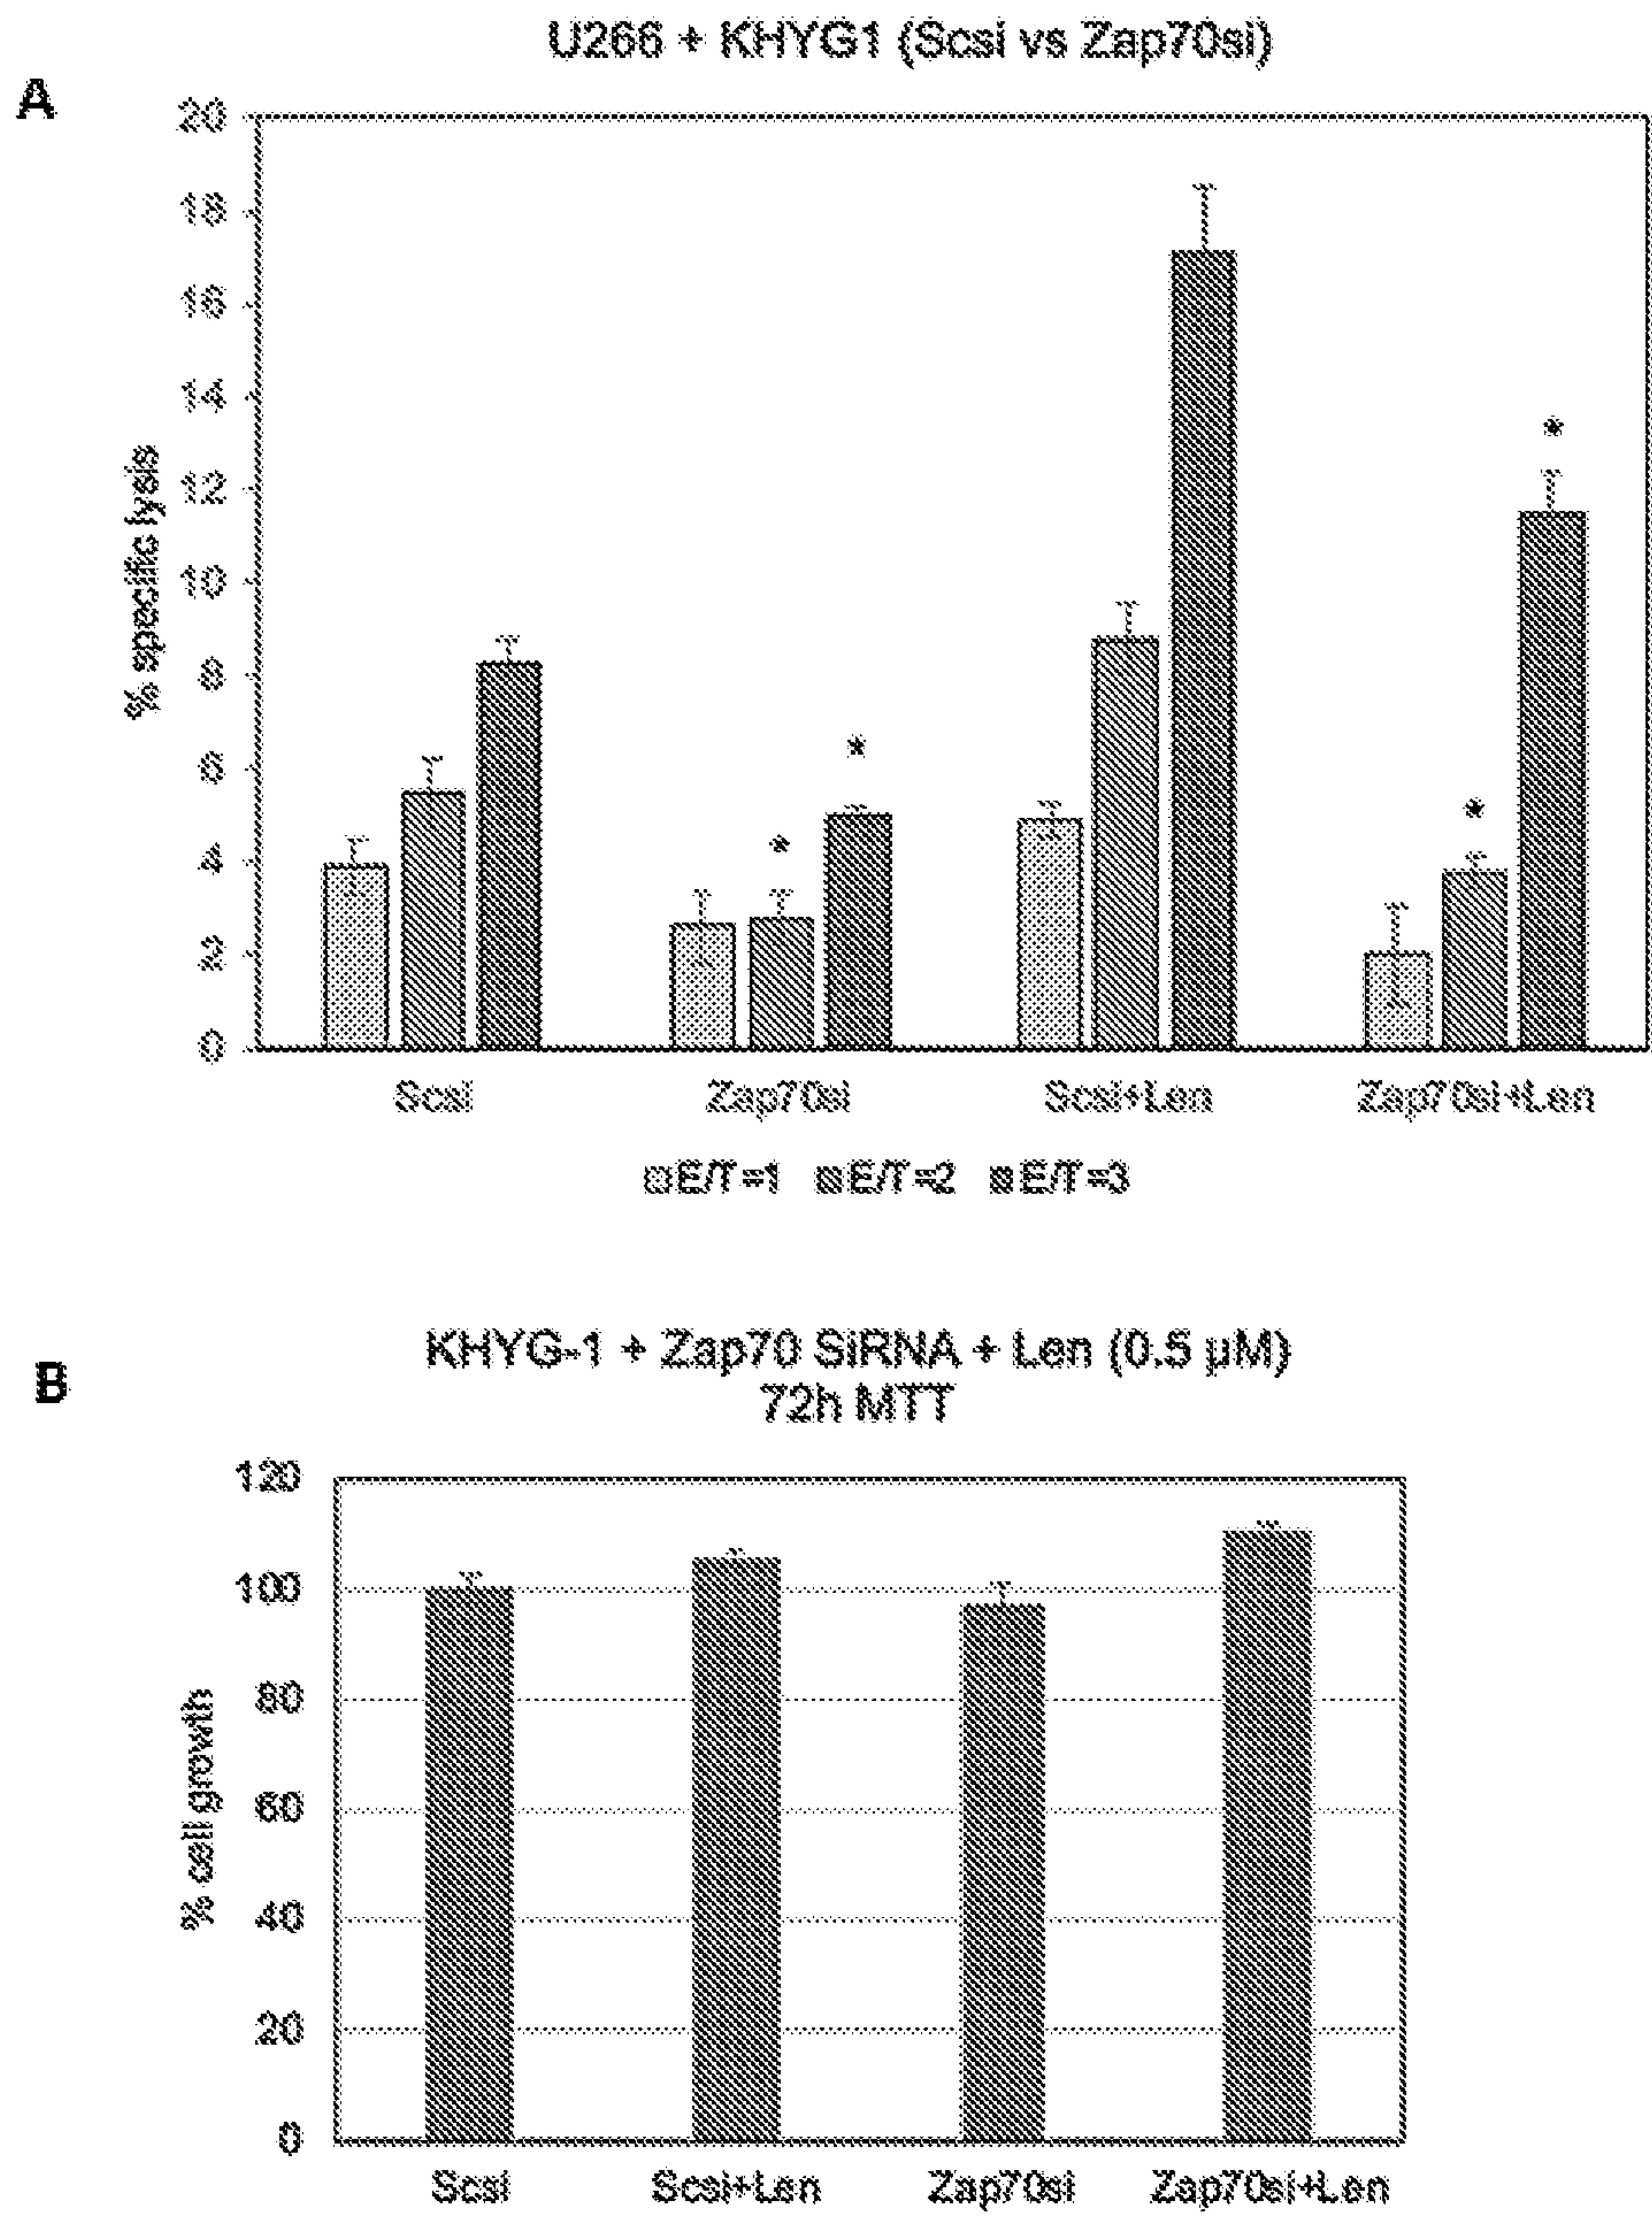 U266 + KHYG1 (Scsi vs Zap70si)
A
20
18
16
14
12
10
8
6
4
2
0
% specific lysis
*
*
*
*
Scsi Zap70si Scsi+Len Zap70si+Len
E/T=1 E/T=2 E/T=3
B
KHYG-1 + Zap70 SiRNA + Len (0.5 µM)
72h MTT
120
100
80
60
40
20
0
% cell growth
Scsi Scsi+Len Zap70si Zap70si+Len